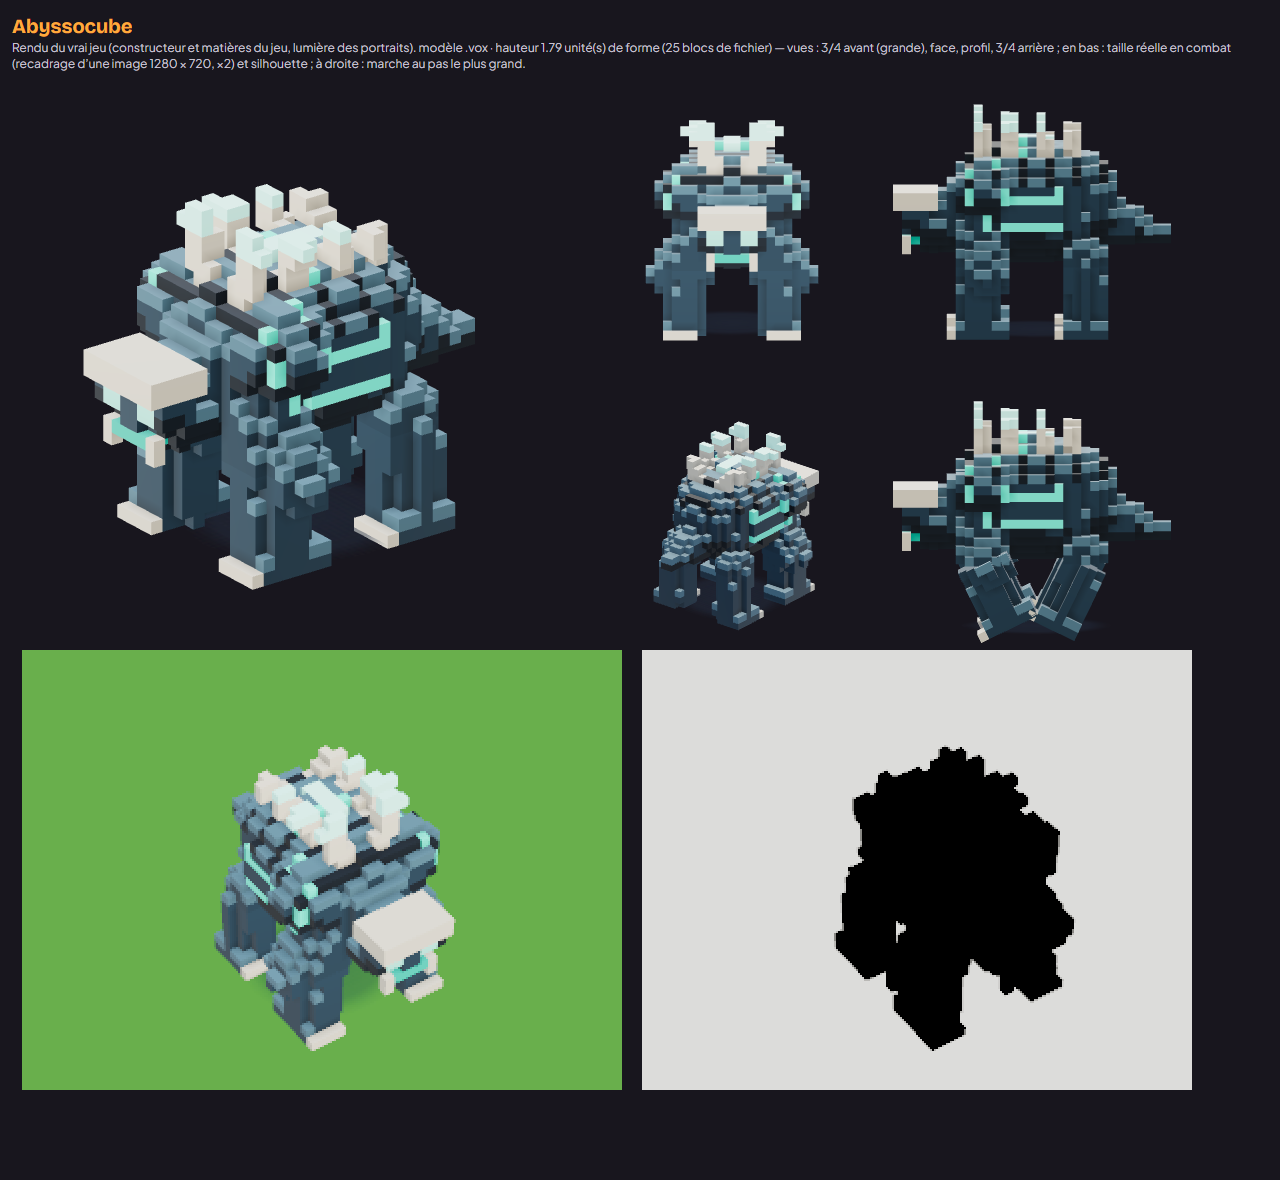 Abyssocube
Rendu du vrai jeu (constructeur et matières du jeu, lumière des portraits). modèle .vox · hauteur 1.79 unité(s) de forme (25 blocs de fichier) — vues : 3/4 avant (grande), face, profil, 3/4 arrière ; en bas : taille réelle en combat
(recadrage d'une image 1280 × 720, ×2) et silhouette ; à droite : marche au pas le plus grand.